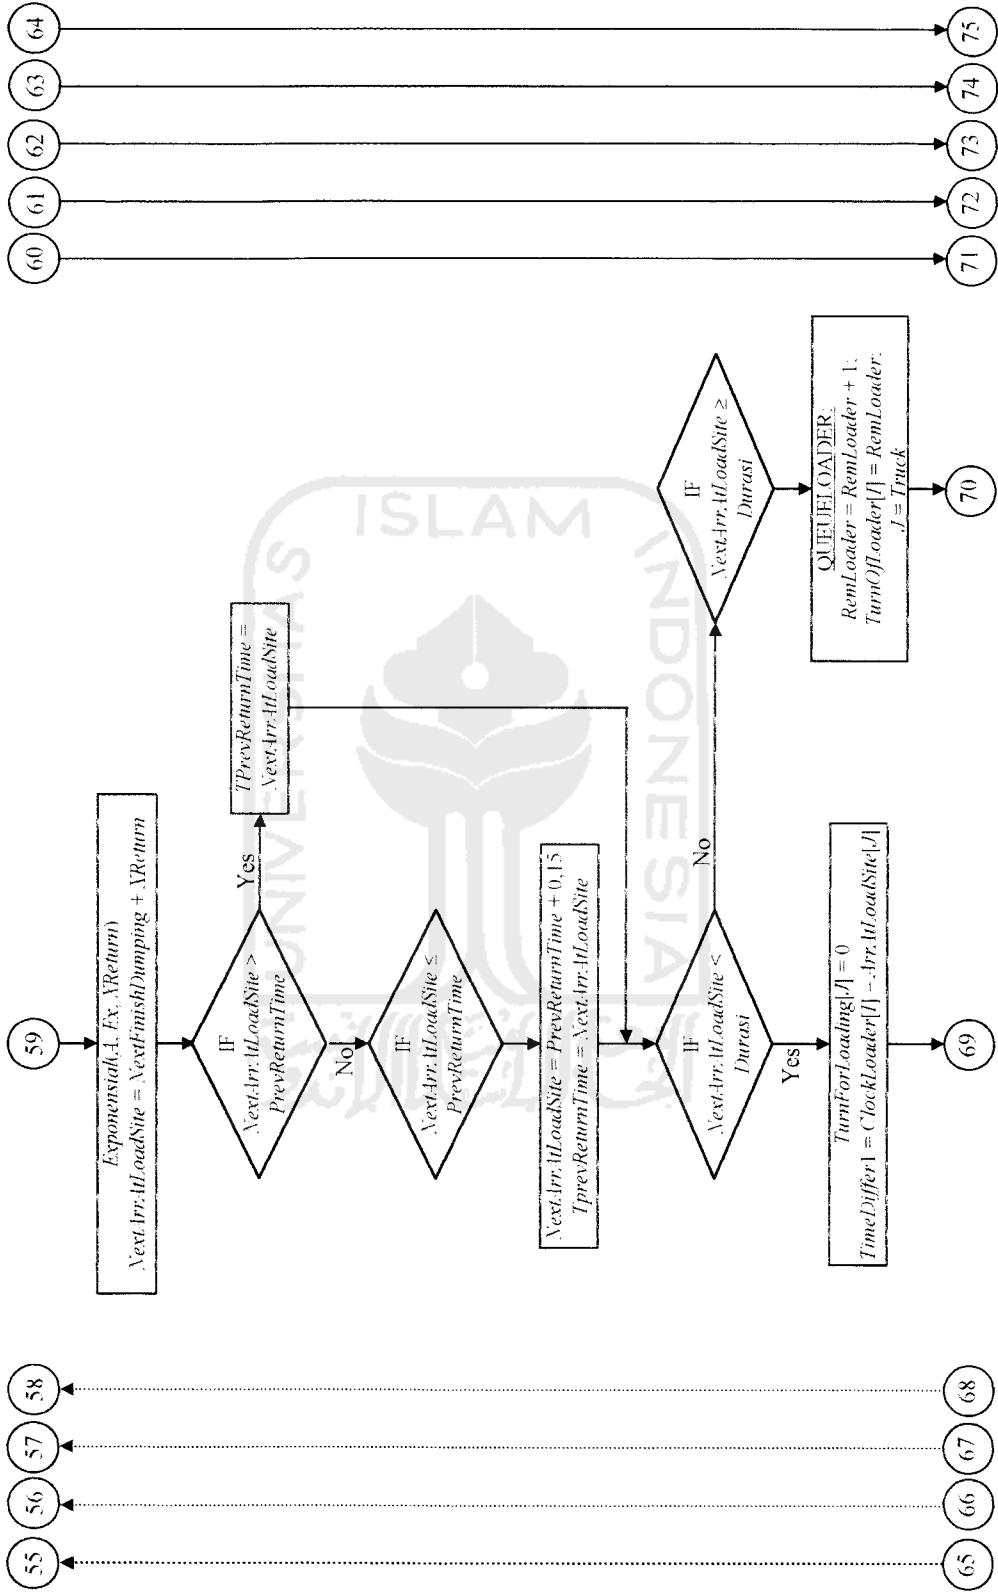 55
56
57
58
59
60
61
62
63
64
Exponensial(A, Ex, XReturn)
NextArrAtLoadSite = NextFinishDumping + XReturn
IF
NextArrAtLoadSite >
PrevReturnTime
Yes
TPrevReturnTime =
NextArrAtLoadSite
No
IF
NextArrAtLoadSite ≤
PrevReturnTime
NextArrAtLoadSite = PrevReturnTime + 0,15
TprevReturnTime = NextArrAtLoadSite
IF
NextArrAtLoadSite <
Durasi
No
IF
NextArrAtLoadSite ≥
Durasi
Yes
TurnForLoading[J] = 0
TimeDiffer1 = ClockLoader[I] – ArrAtLoadSite[J]
QUEUELOADER:
RemLoader = RemLoader + 1;
TurnOfLoader[I] = RemLoader;
J = Truck
65
66
67
68
69
70
71
72
73
74
75
UNIVERSITAS
ISLAM
INDONESIA